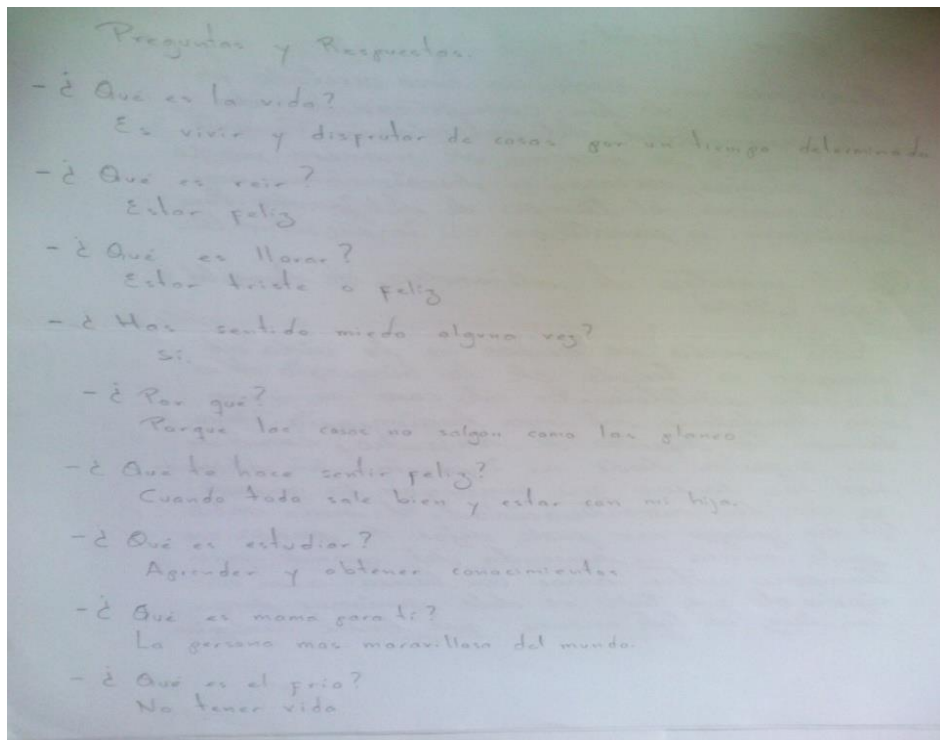 Preguntas y Respuestas.
- ¿Qué es la vida?
Es vivir y disfrutar de cosas por un tiempo determinado
- ¿Qué es reir?
Estar feliz
- ¿Qué es llorar?
Estar triste o feliz
- ¿Has sentido miedo alguna vez?
Si.
- ¿Por qué?
Porque las cosas no salgan como las planeo
- ¿Qué te hace sentir feliz?
Cuando todo sale bien y estar con mi hija.
- ¿Qué es estudiar?
Aprender y obtener conocimientos
- ¿Qué es mamá para ti?
La persona mas maravillosa del mundo.
- ¿Qué es el frio?
No tener vida